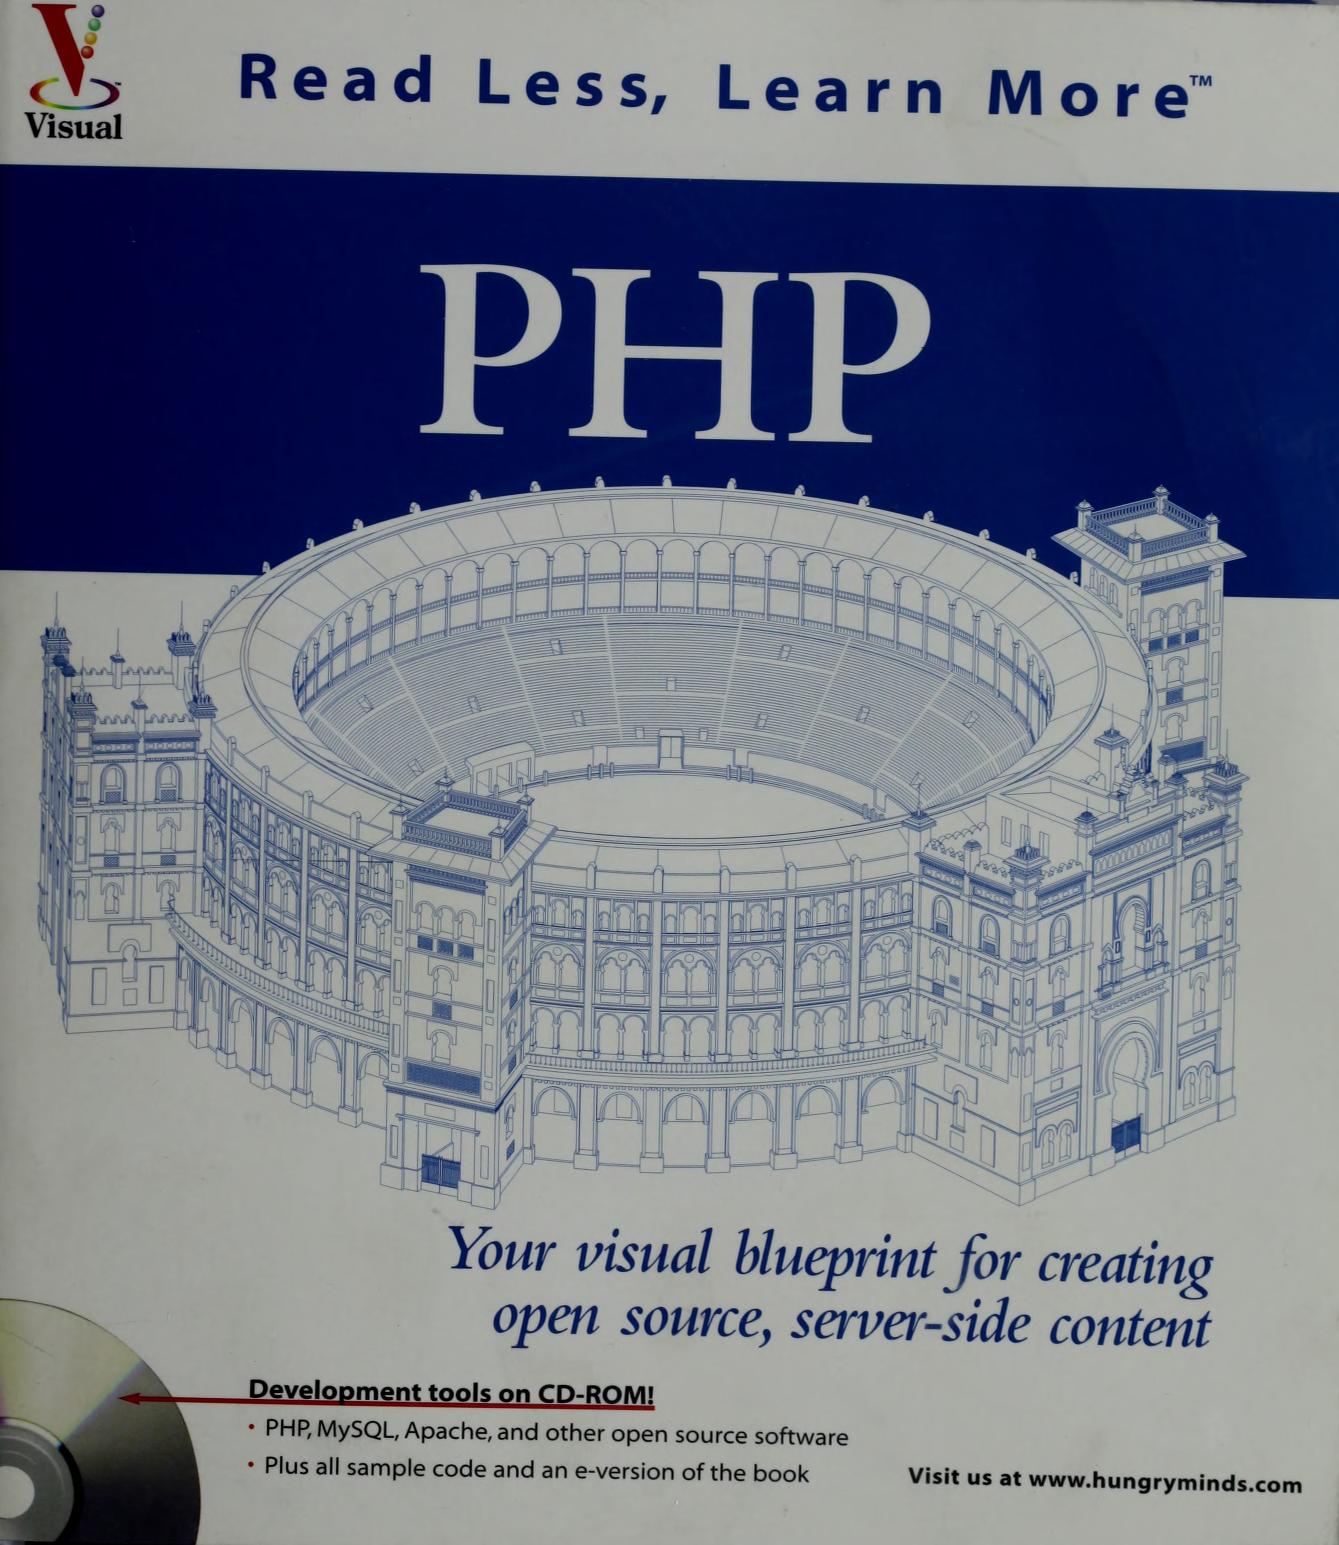 Visual
Read Less, Learn More™
PHP
Your visual blueprint for creating
open source, server-side content
Development tools on CD-ROM!
• PHP, MySQL, Apache, and other open source software
• Plus all sample code and an e-version of the book
Visit us at www.hungryminds.com